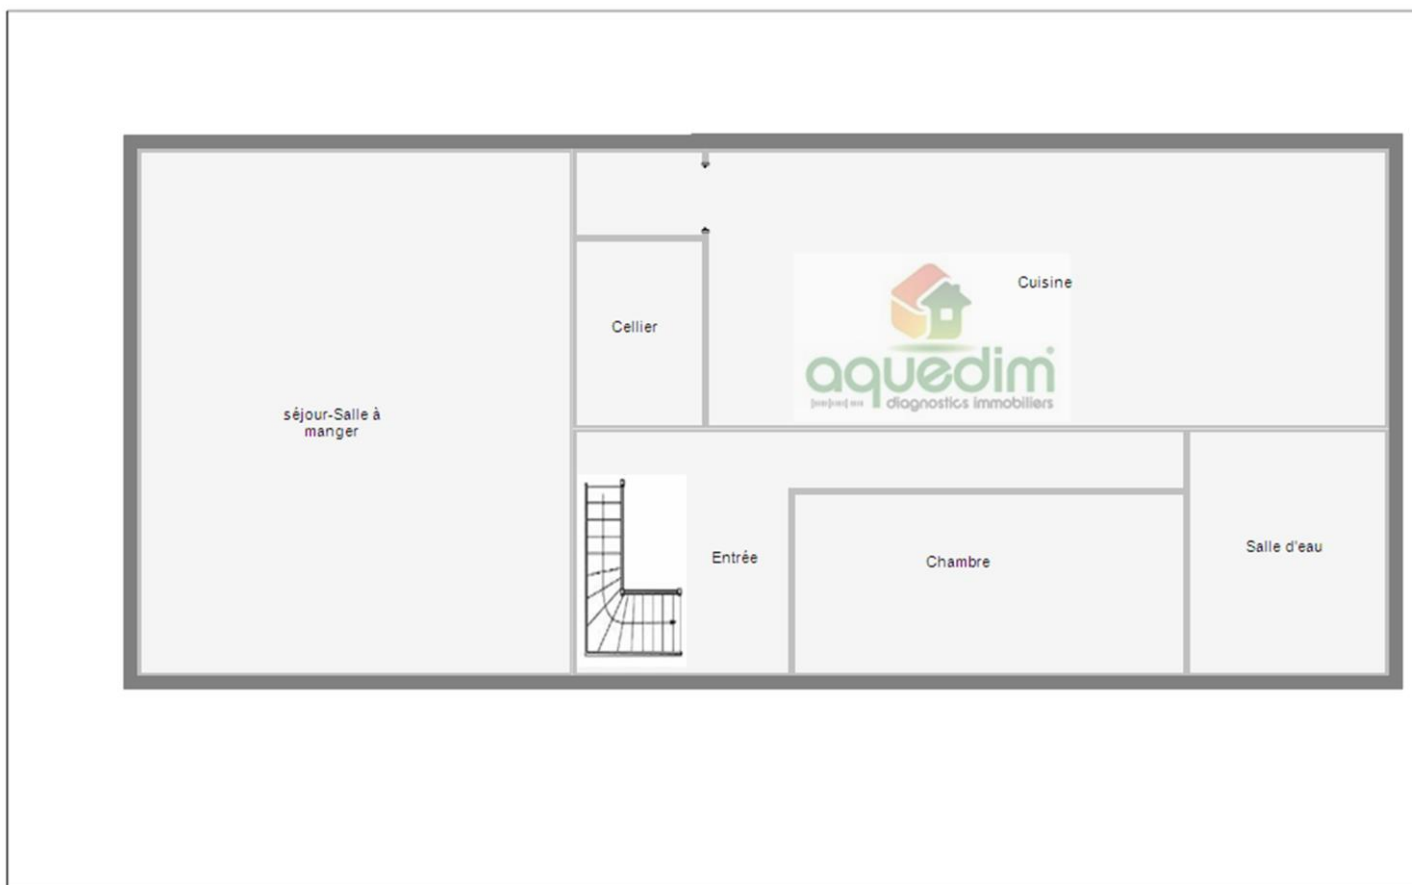 Cuisine
Cellier
aquedim
diagnostics immobiliers
séjour-Salle à
manger
Entrée
Chambre
Salle d'eau